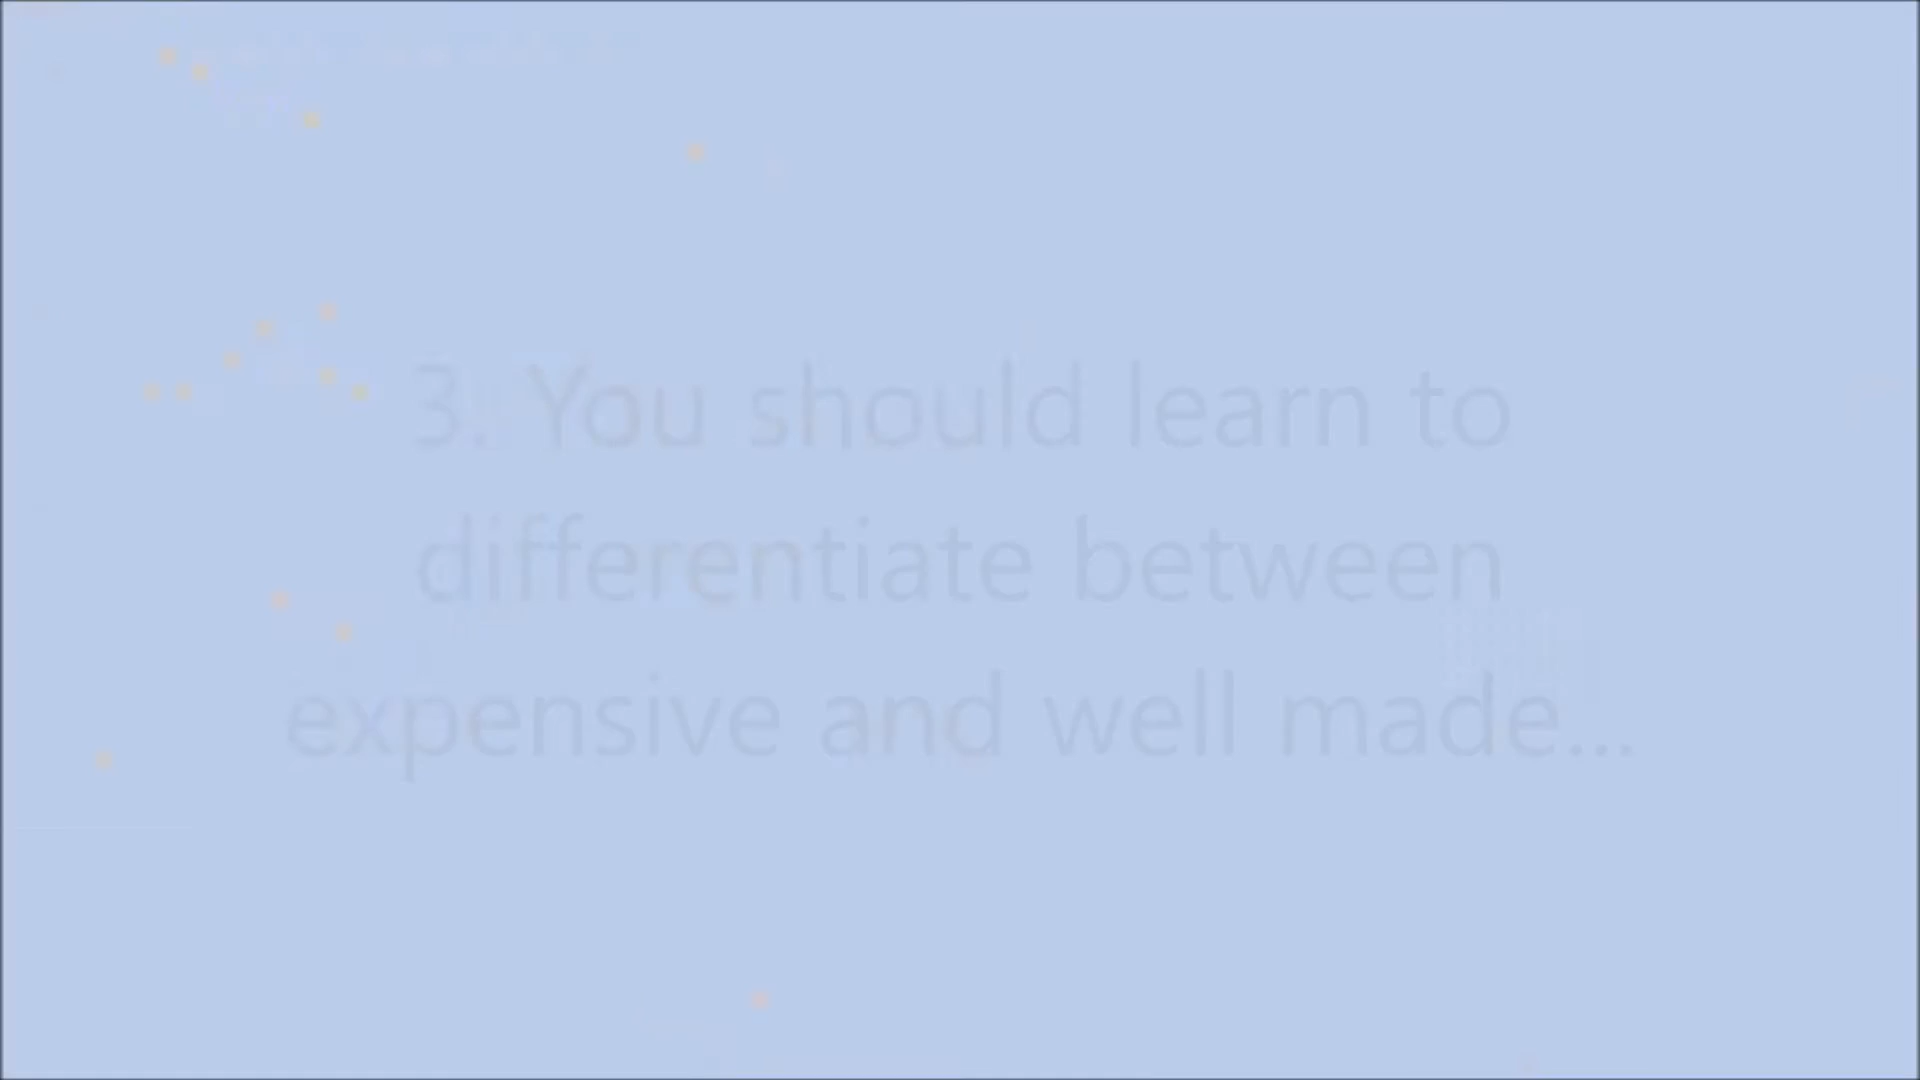 3. You should learn to
differentiate between
expensive and well made...